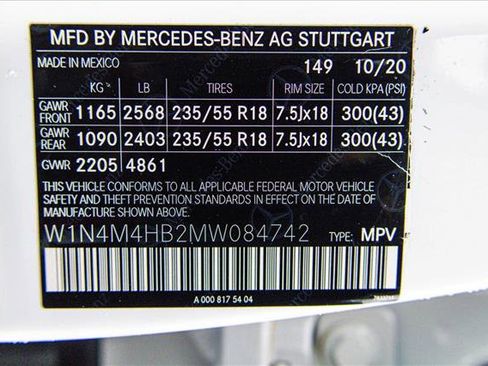 MFD BY MERCEDES-BENZ AG STUTTGART
MADE IN MEXICO 149 10/20
KG LB TIRES RIM SIZE COLD KPA (PSI)
GAWR FRONT 1165 2568 235/55 R18 7.5Jx18 300(43)
GAWR REAR 1090 2403 235/55 R18 7.5Jx18 300(43)
GVWR 2205 4861
THIS VEHICLE CONFORMS TO ALL APPLICABLE FEDERAL MOTOR VEHICLE
SAFETY AND THEFT PREVENTION STANDARDS IN EFFECT ON THE DATE
OF MANUFACTURE SHOWN ABOVE.
W1N4M4HB2MW084742 TYPE: MPV
A 000 817 54 04